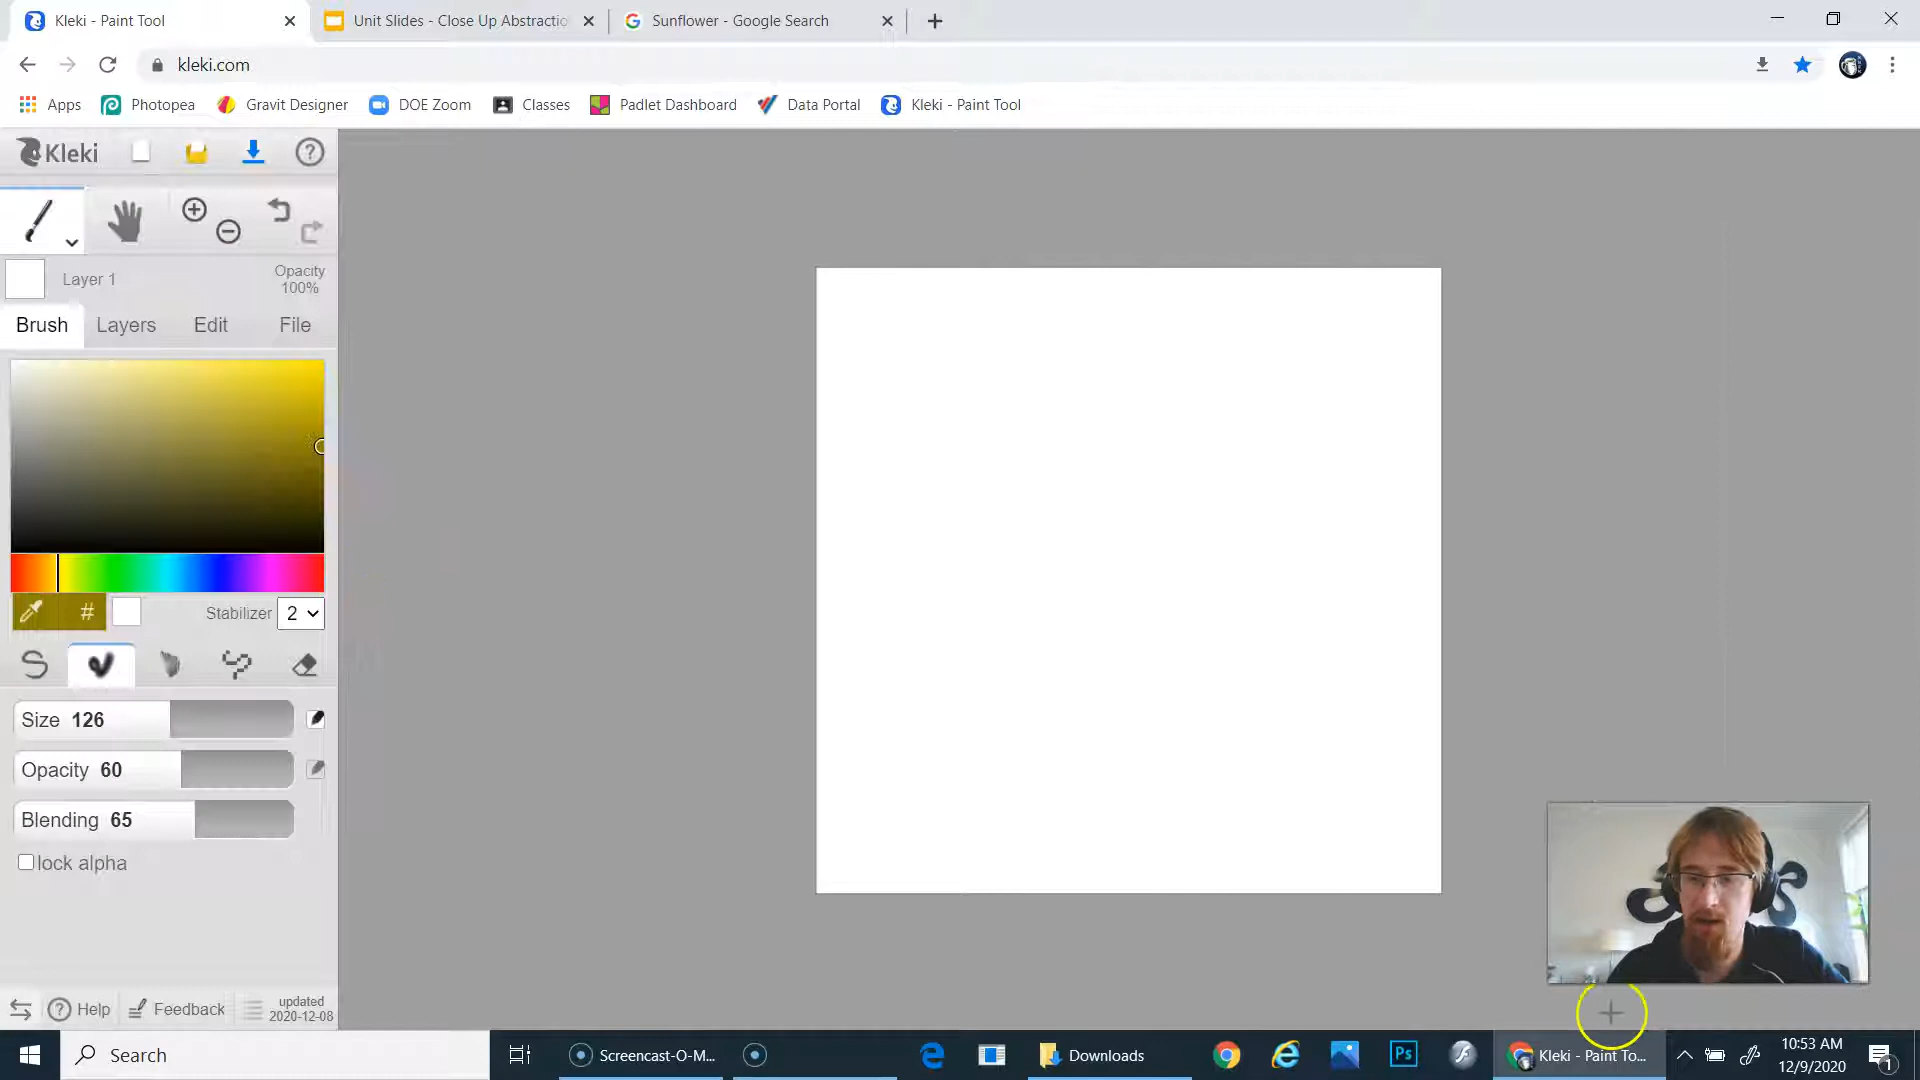 Kleki - Paint Tool
Unit Slides - Close Up Abstractio
Sunflower - Google Search
kleki.com
Apps
Photopea
Gravit Designer
DOE Zoom
Classes
Padlet Dashboard
Data Portal
Kleki - Paint Tool
Kleki
Layer 1
Opacity
100%
Brush
Layers
Edit
File
#
Stabilizer
2
Size 126
Opacity 60
Blending 65
lock alpha
Help
Feedback
updated
2020-12-08
Search
Screencast-O-M...
Downloads
Ps
Kleki - Paint To...
10:53 AM
12/9/2020
1